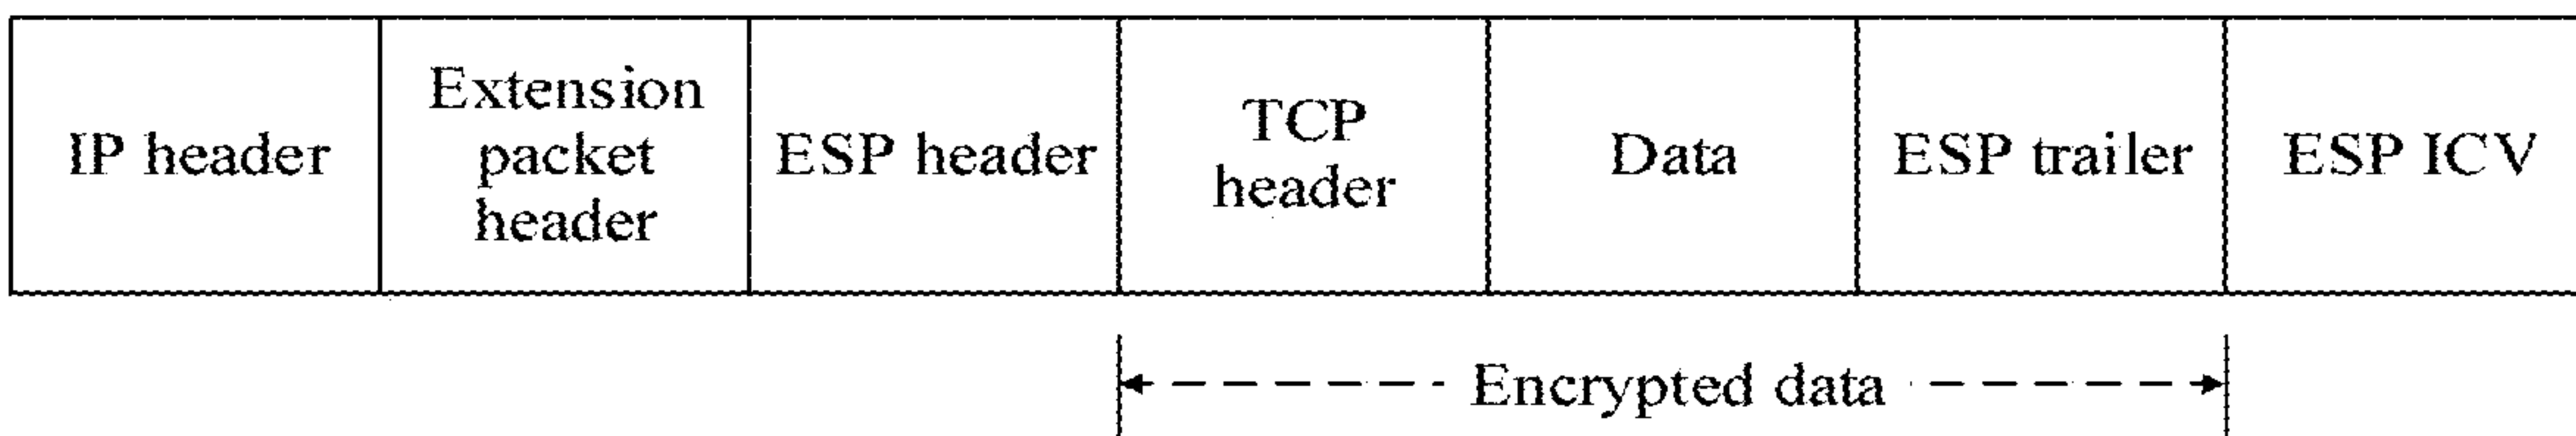 IP header
Extension
packet
header
ESP header
TCP
header
Data
ESP trailer
ESP ICV
Encrypted data